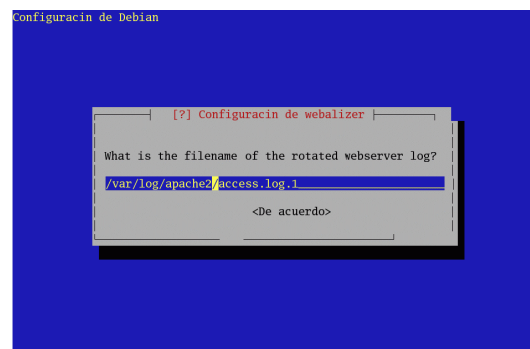 Configuracin de Debian
[?] Configuracin de webalizer
What is the filename of the rotated webserver log?
/var/log/apache2/access.log.1
<De acuerdo>